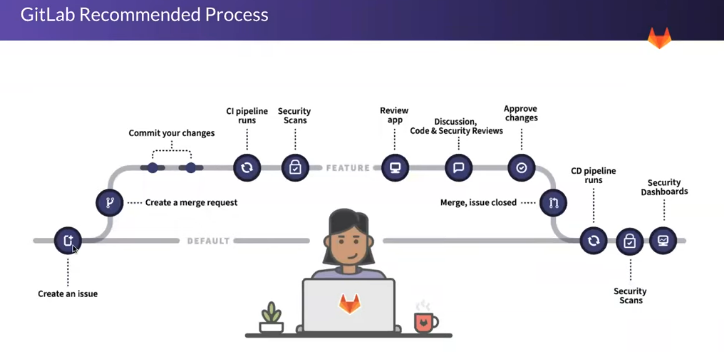 GitLab Recommended Process
CI pipeline
runs
Security
Scans
Review
app
Discussion,
Code & Security Reviews
Approve
changes
Commit your changes
FEATURE
CD pipeline
runs
Security
Dashboards
Create a merge request
Merge, issue closed
DEFAULT
Create an issue
Security
Scans